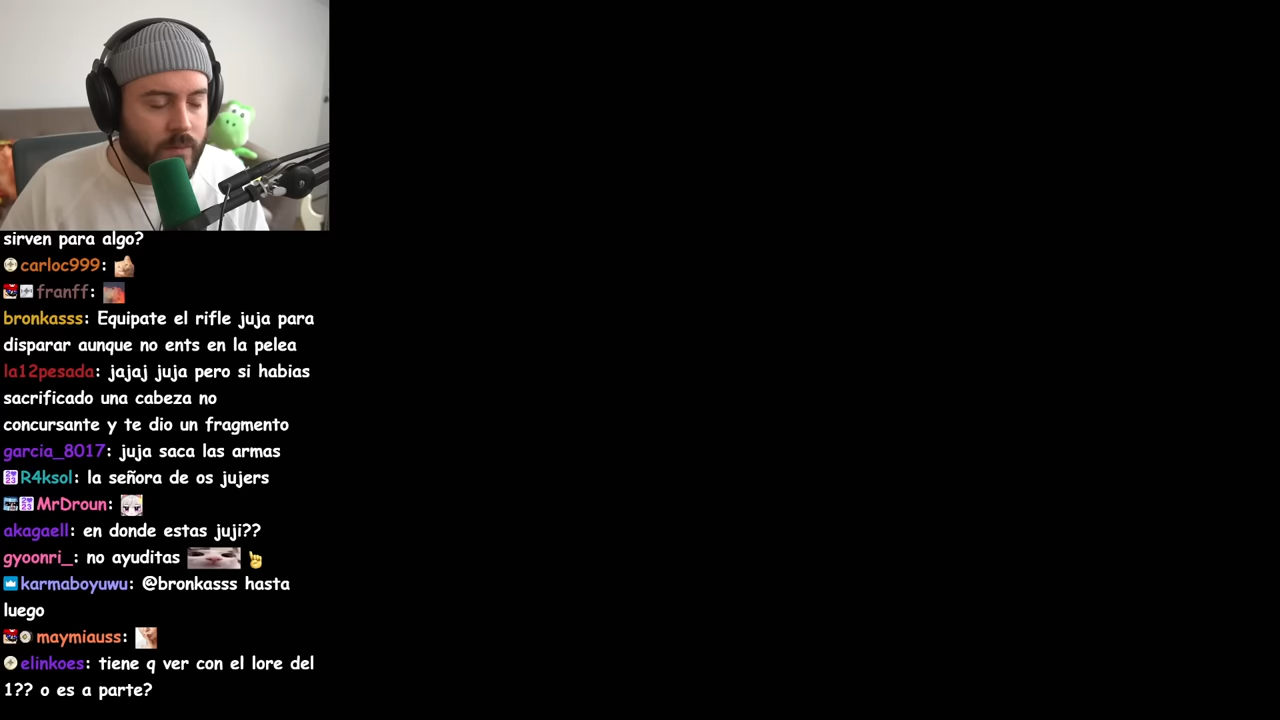 sirven para algo?
carloc999:
franff:
bronkasss: Equipate el rifle juja para
disparar aunque no ents en la pelea
la12pesada: jajaj juja pero si habias
sacrificado una cabeza no
concursante y te dio un fragmento
garcia_8017: juja saca las armas
R4ksol: la señora de os jujers
MrDroun:
akagaell: en donde estas juji??
gyoonri_: no ayuditas
karmaboyuwu: @bronkasss hasta
luego
maymiauss:
elinkoes: tiene q ver con el lore del
1?? o es a parte?